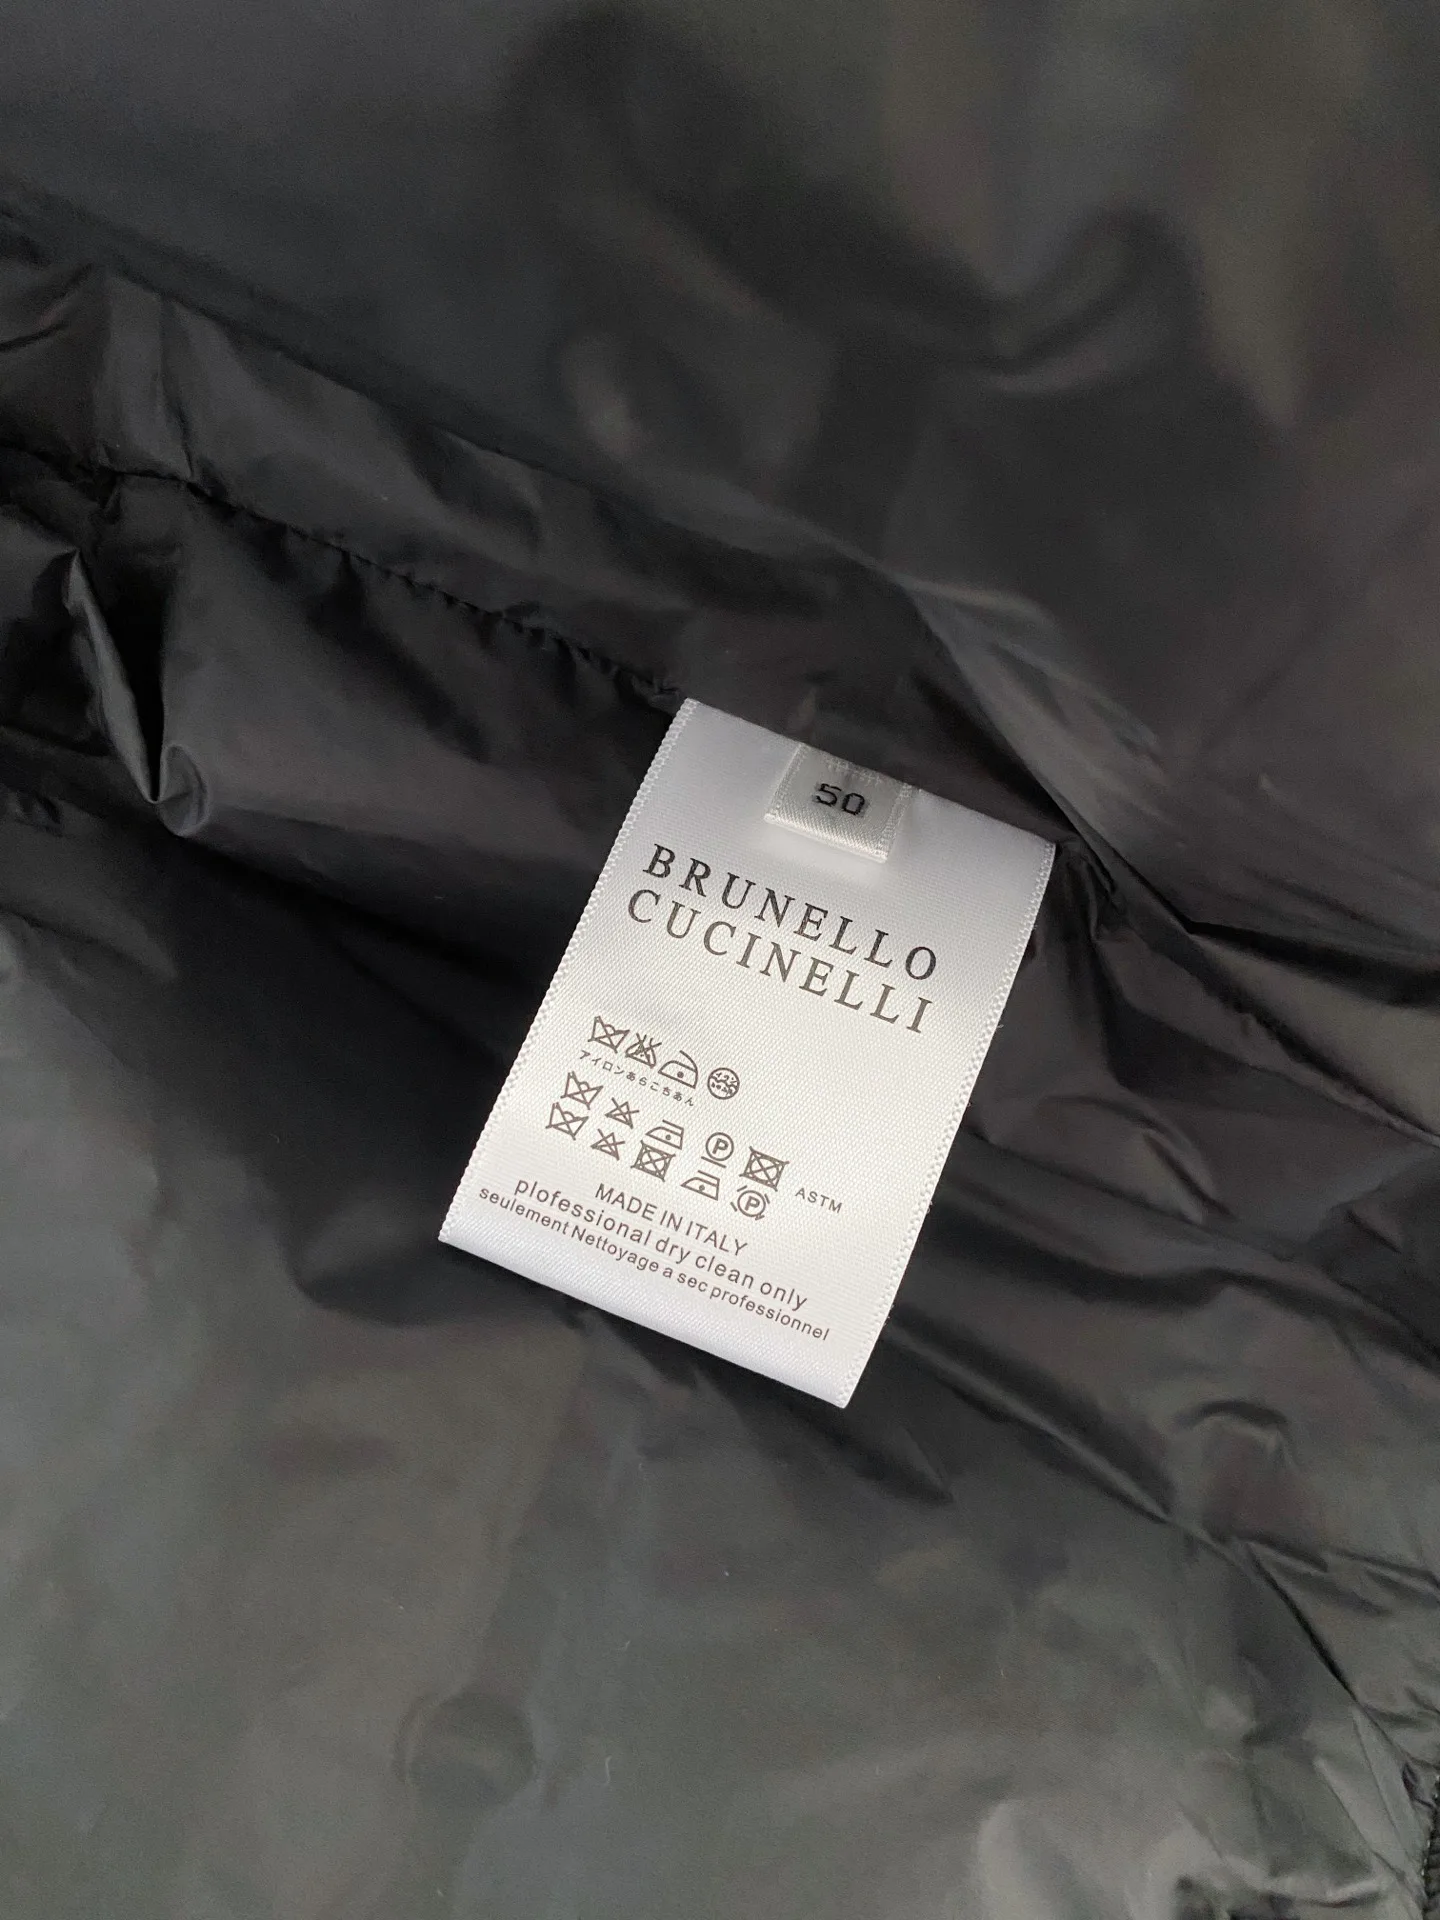 50
BRUNELLO
CUCINELLI
アイロンあらこちあん
P
P
ASTM
MADE IN ITALY
plofessional dry clean only
seulement Nettoyage a sec professionnel